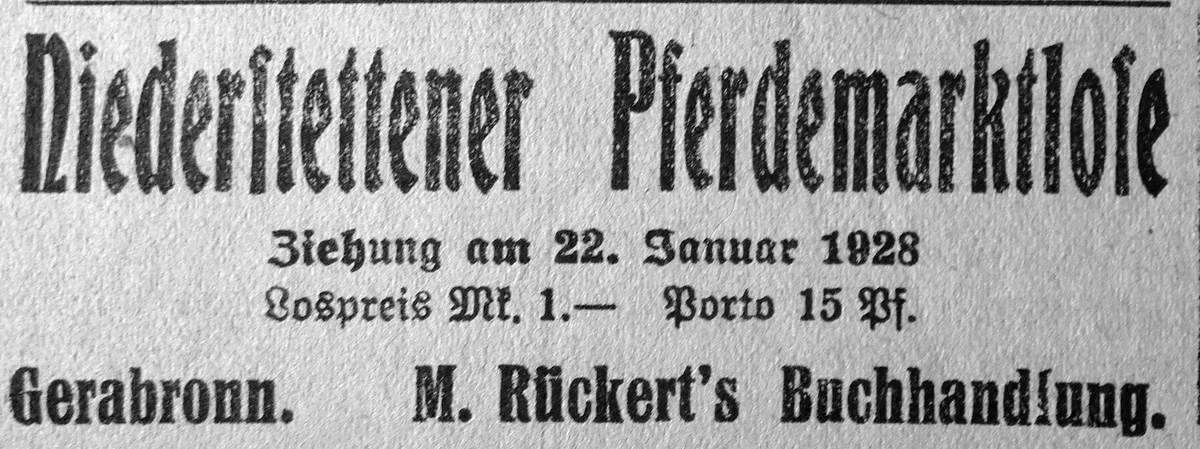 Niederſtettener Pferdemarktloſe
Ziehung am 22. Januar 1928
Lospreis Mk. 1.— Porto 15 Pf.
Gerabronn. M. Rückert's Buchhandlung.